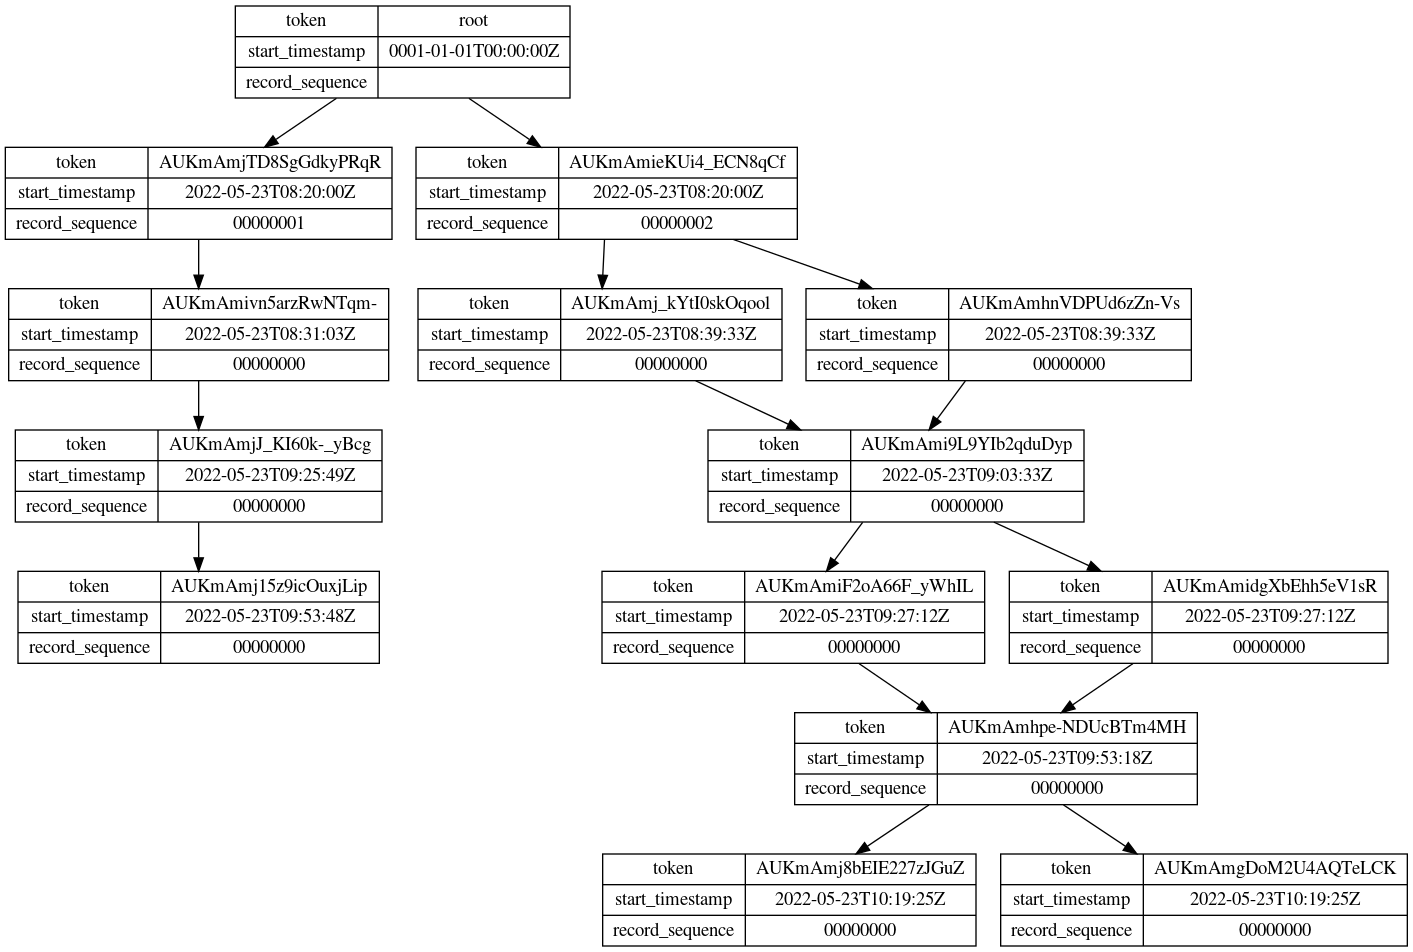 token root
start_timestamp 0001-01-01T00:00:00Z
record_sequence
token AUKmAmjTD8SgGdkyPRqR
start_timestamp 2022-05-23T08:20:00Z
record_sequence 00000001
token AUKmAmieKUi4_ECN8qCf
start_timestamp 2022-05-23T08:20:00Z
record_sequence 00000002
token AUKmAmivn5arzRwNTqm-
start_timestamp 2022-05-23T08:31:03Z
record_sequence 00000000
token AUKmAmj_kYtI0skOqool
start_timestamp 2022-05-23T08:39:33Z
record_sequence 00000000
token AUKmAmhnVDPUd6zZn-Vs
start_timestamp 2022-05-23T08:39:33Z
record_sequence 00000000
token AUKmAmjJ_KI60k-_yBcg
start_timestamp 2022-05-23T09:25:49Z
record_sequence 00000000
token AUKmAmi9L9YIb2qduDyp
start_timestamp 2022-05-23T09:03:33Z
record_sequence 00000000
token AUKmAmj15z9icOuxjLip
start_timestamp 2022-05-23T09:53:48Z
record_sequence 00000000
token AUKmAmiF2oA66F_yWhIL
start_timestamp 2022-05-23T09:27:12Z
record_sequence 00000000
token AUKmAmidgXbEhh5eV1sR
start_timestamp 2022-05-23T09:27:12Z
record_sequence 00000000
token AUKmAmhpe-NDUcBTm4MH
start_timestamp 2022-05-23T09:53:18Z
record_sequence 00000000
token AUKmAmj8bEIE227zJGuZ
start_timestamp 2022-05-23T10:19:25Z
record_sequence 00000000
token AUKmAmgDoM2U4AQTeLCK
start_timestamp 2022-05-23T10:19:25Z
record_sequence 00000000